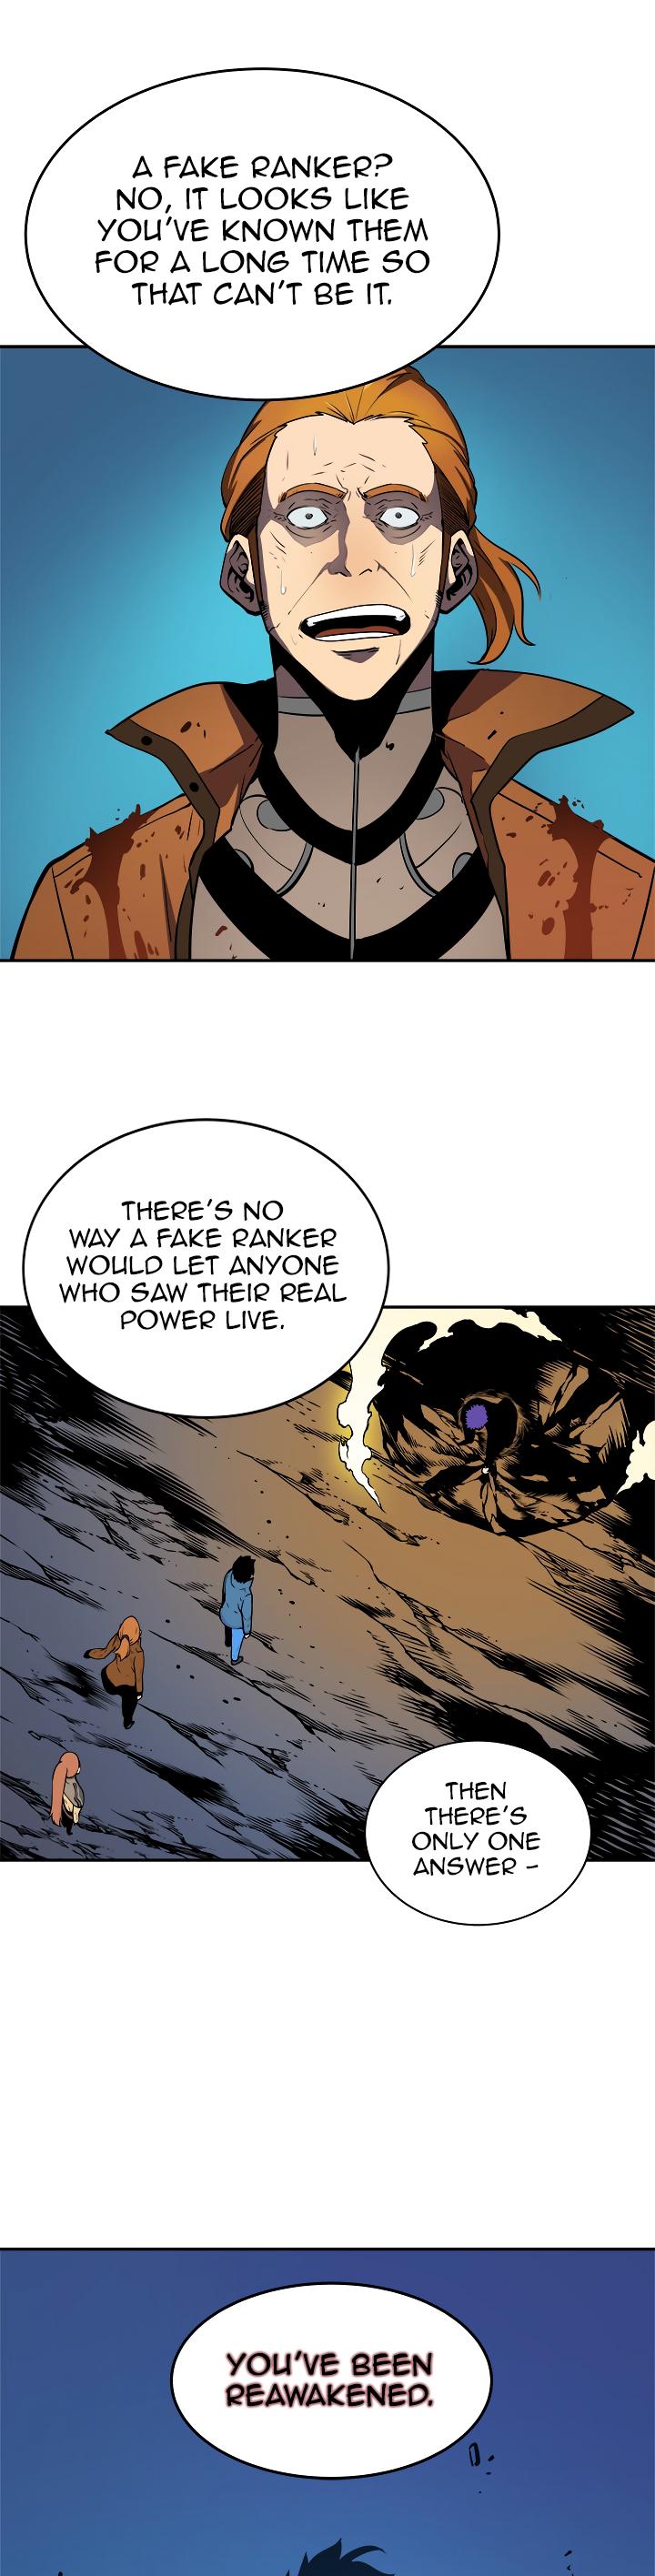 A FAKE RANKER?
NO, IT LOOKS LIKE
YOU'VE KNOWN THEM
FOR A LONG TIME SO
THAT CAN'T BE IT.
THERE'S NO
WAY A FAKE RANKER
WOULD LET ANYONE
WHO SAW THEIR REAL
POWER LIVE.
THEN
THERE'S
ONLY ONE
ANSWER -
YOU'VE BEEN
REAWAKENED.